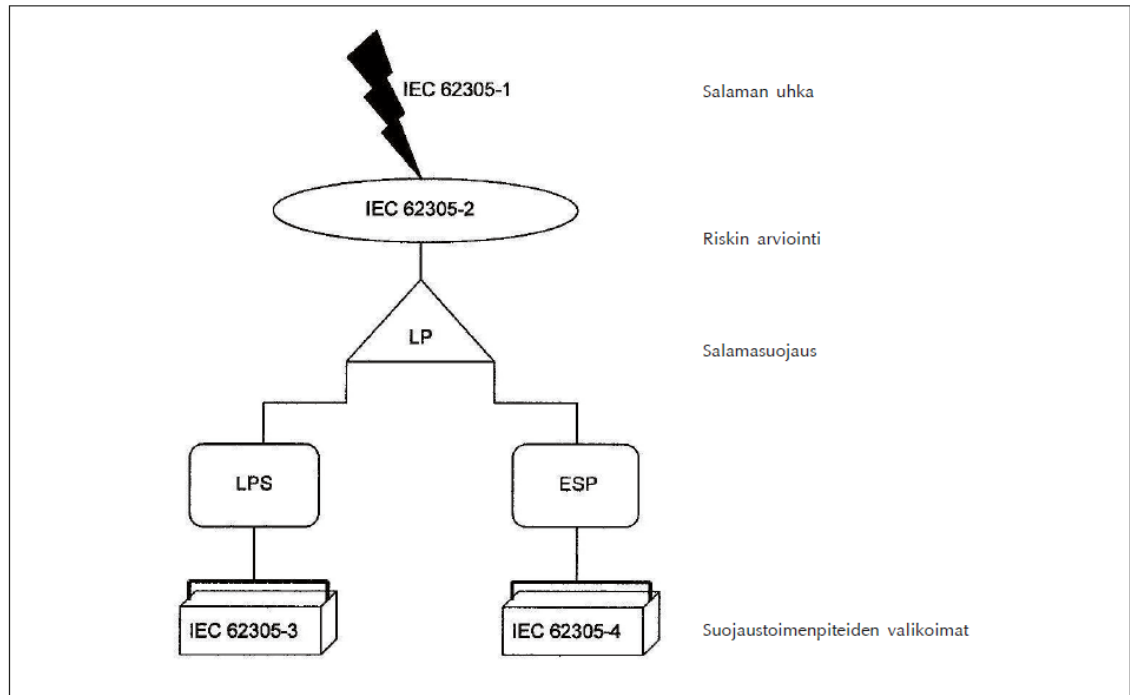 IEC 62305-1
Salaman uhka
IEC 62305-2
Riskin arviointi
LP
Salamasuojaus
LPS
ESP
IEC 62305-3
IEC 62305-4
Suojaustoimenpiteiden valikoimat